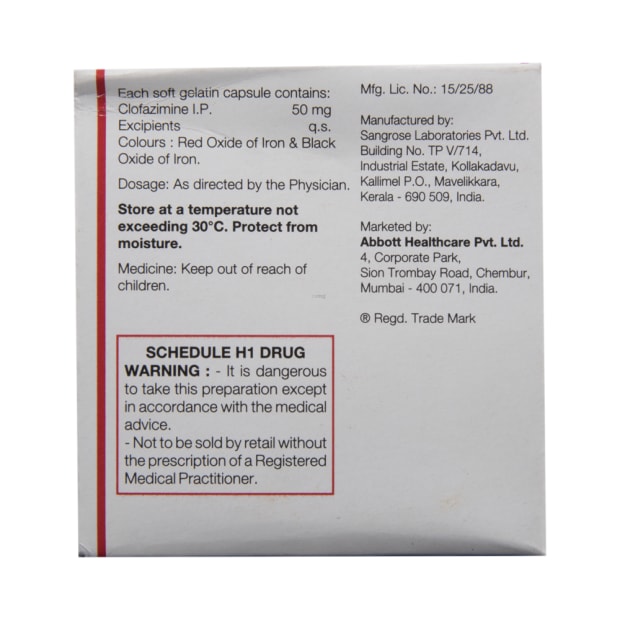 Each soft gelatin capsule contains:
Clofazimine I.P. 50 mg
Excipients q.s.
Colours : Red Oxide of Iron & Black
Oxide of Iron.
Dosage: As directed by the Physician.
Store at a temperature not
exceeding 30°C. Protect from
moisture.
Medicine: Keep out of reach of
children.
SCHEDULE H1 DRUG
WARNING : - It is dangerous
to take this preparation except
in accordance with the medical
advice.
- Not to be sold by retail without
the prescription of a Registered
Medical Practitioner.
Mfg. Lic. No.: 15/25/88
Manufactured by:
Sangrose Laboratories Pvt. Ltd.
Building No. TP V/714,
Industrial Estate, Kollakadavu,
Kallimel P.O., Mavelikkara,
Kerala - 690 509, India.
Marketed by:
Abbott Healthcare Pvt. Ltd.
4, Corporate Park,
Sion Trombay Road, Chembur,
Mumbai - 400 071, India.
® Regd. Trade Mark